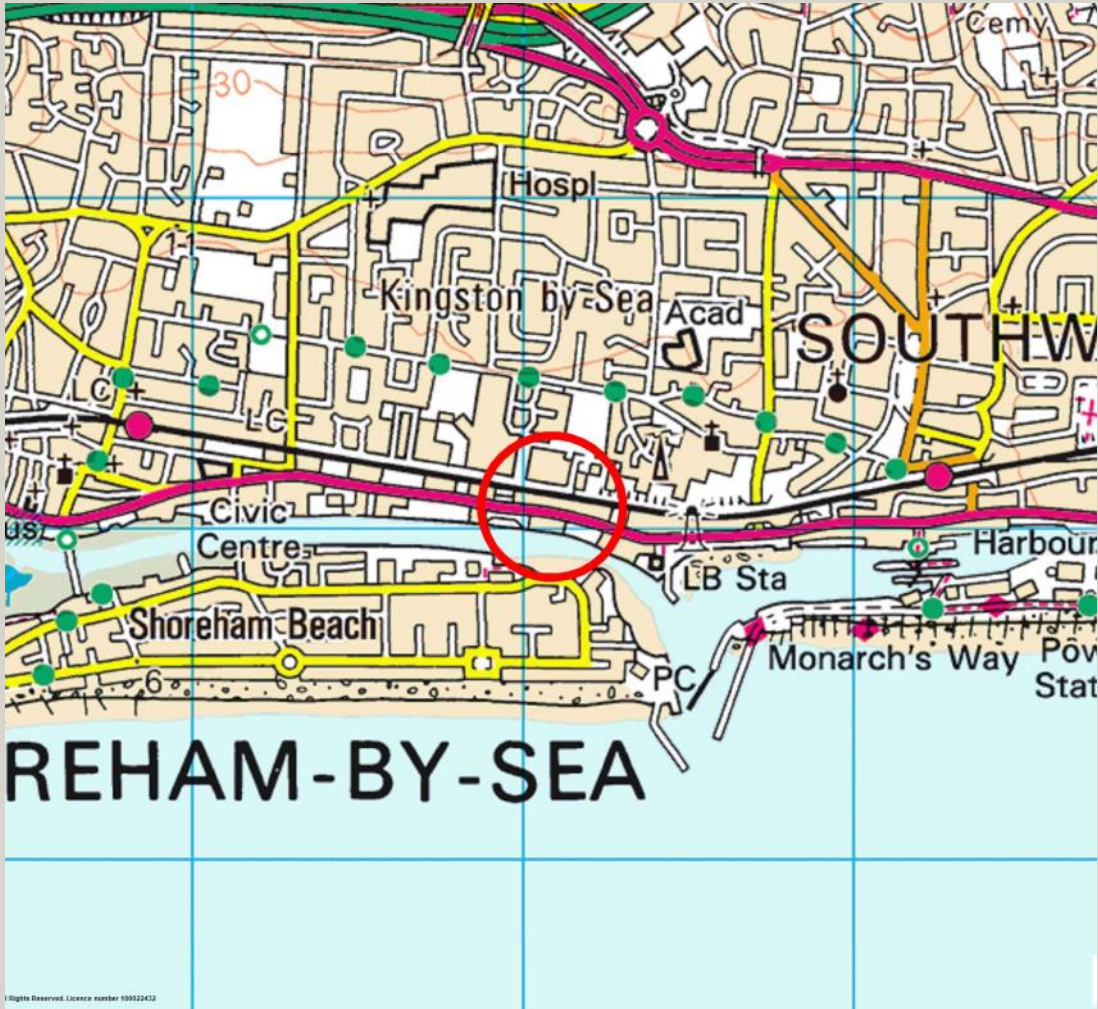 Cemy
30
Hospl
11
Kingston by Sea
Acad
SOUTHW
LC
LC
Civic
Centre
Harbour
LB Sta
Shoreham Beach
Monarch's Way
Pow
Stat
6
PC
REHAM-BY-SEA
Rights Reserved. Licence number 100022432